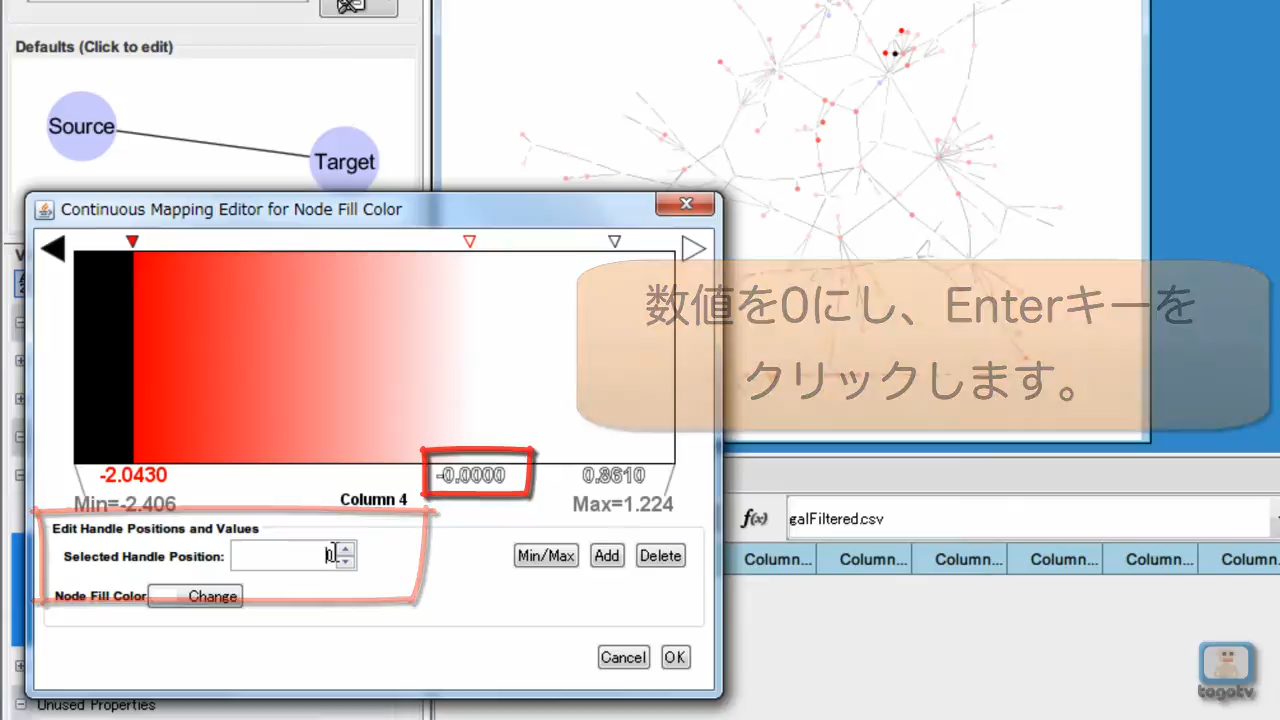 Defaults (Click to edit)
Source
Target
Continuous Mapping Editor for Node Fill Color
数値を0にし、Enterキーを
クリックします。
-2.0430
-0.0000
0.8610
Min=-2.406
Column 4
Max=1.224
Edit Handle Positions and Values
Selected Handle Position:
0
Min/Max
Add
Delete
Node Fill Color
Change
Cancel
OK
f(x)
galFiltered.csv
Column...
Column...
Column...
Column...
Column...
Column
Unused Properties
togotv